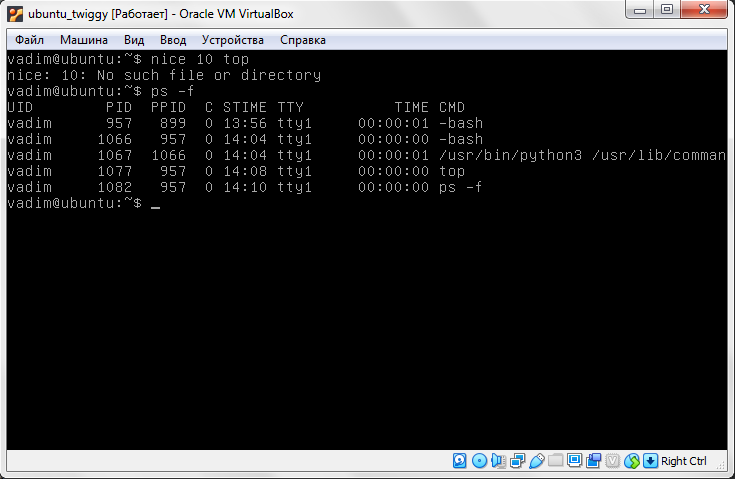 ubuntu_twiggy [Работает] - Oracle VM VirtualBox
Файл Машина Вид Ввод Устройства Справка
vadim@ubuntu:~$ nice 10 top
nice: 10: No such file or directory
vadim@ubuntu:~$ ps -f
UID PID PPID C STIME TTY TIME CMD
vadim 957 899 0 13:56 tty1 00:00:01 -bash
vadim 1066 957 0 14:04 tty1 00:00:00 -bash
vadim 1067 1066 0 14:04 tty1 00:00:01 /usr/bin/python3 /usr/lib/comman
vadim 1077 957 0 14:08 tty1 00:00:00 top
vadim 1082 957 0 14:10 tty1 00:00:00 ps -f
vadim@ubuntu:~$ _
Right Ctrl